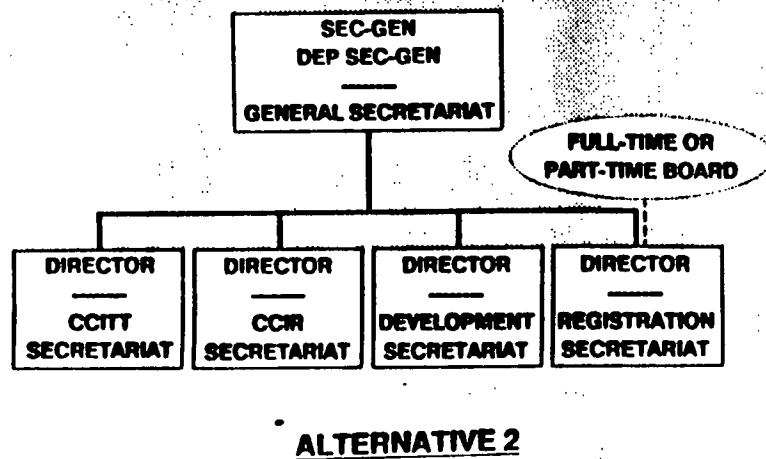 SEC-GEN
DEP SEC-GEN
GENERAL SECRETARIAT
FULL-TIME OR
PART-TIME BOARD
DIRECTOR
CCITT
SECRETARIAT
DIRECTOR
CCIR
SECRETARIAT
DIRECTOR
DEVELOPMENT
SECRETARIAT
DIRECTOR
REGISTRATION
SECRETARIAT
ALTERNATIVE 2